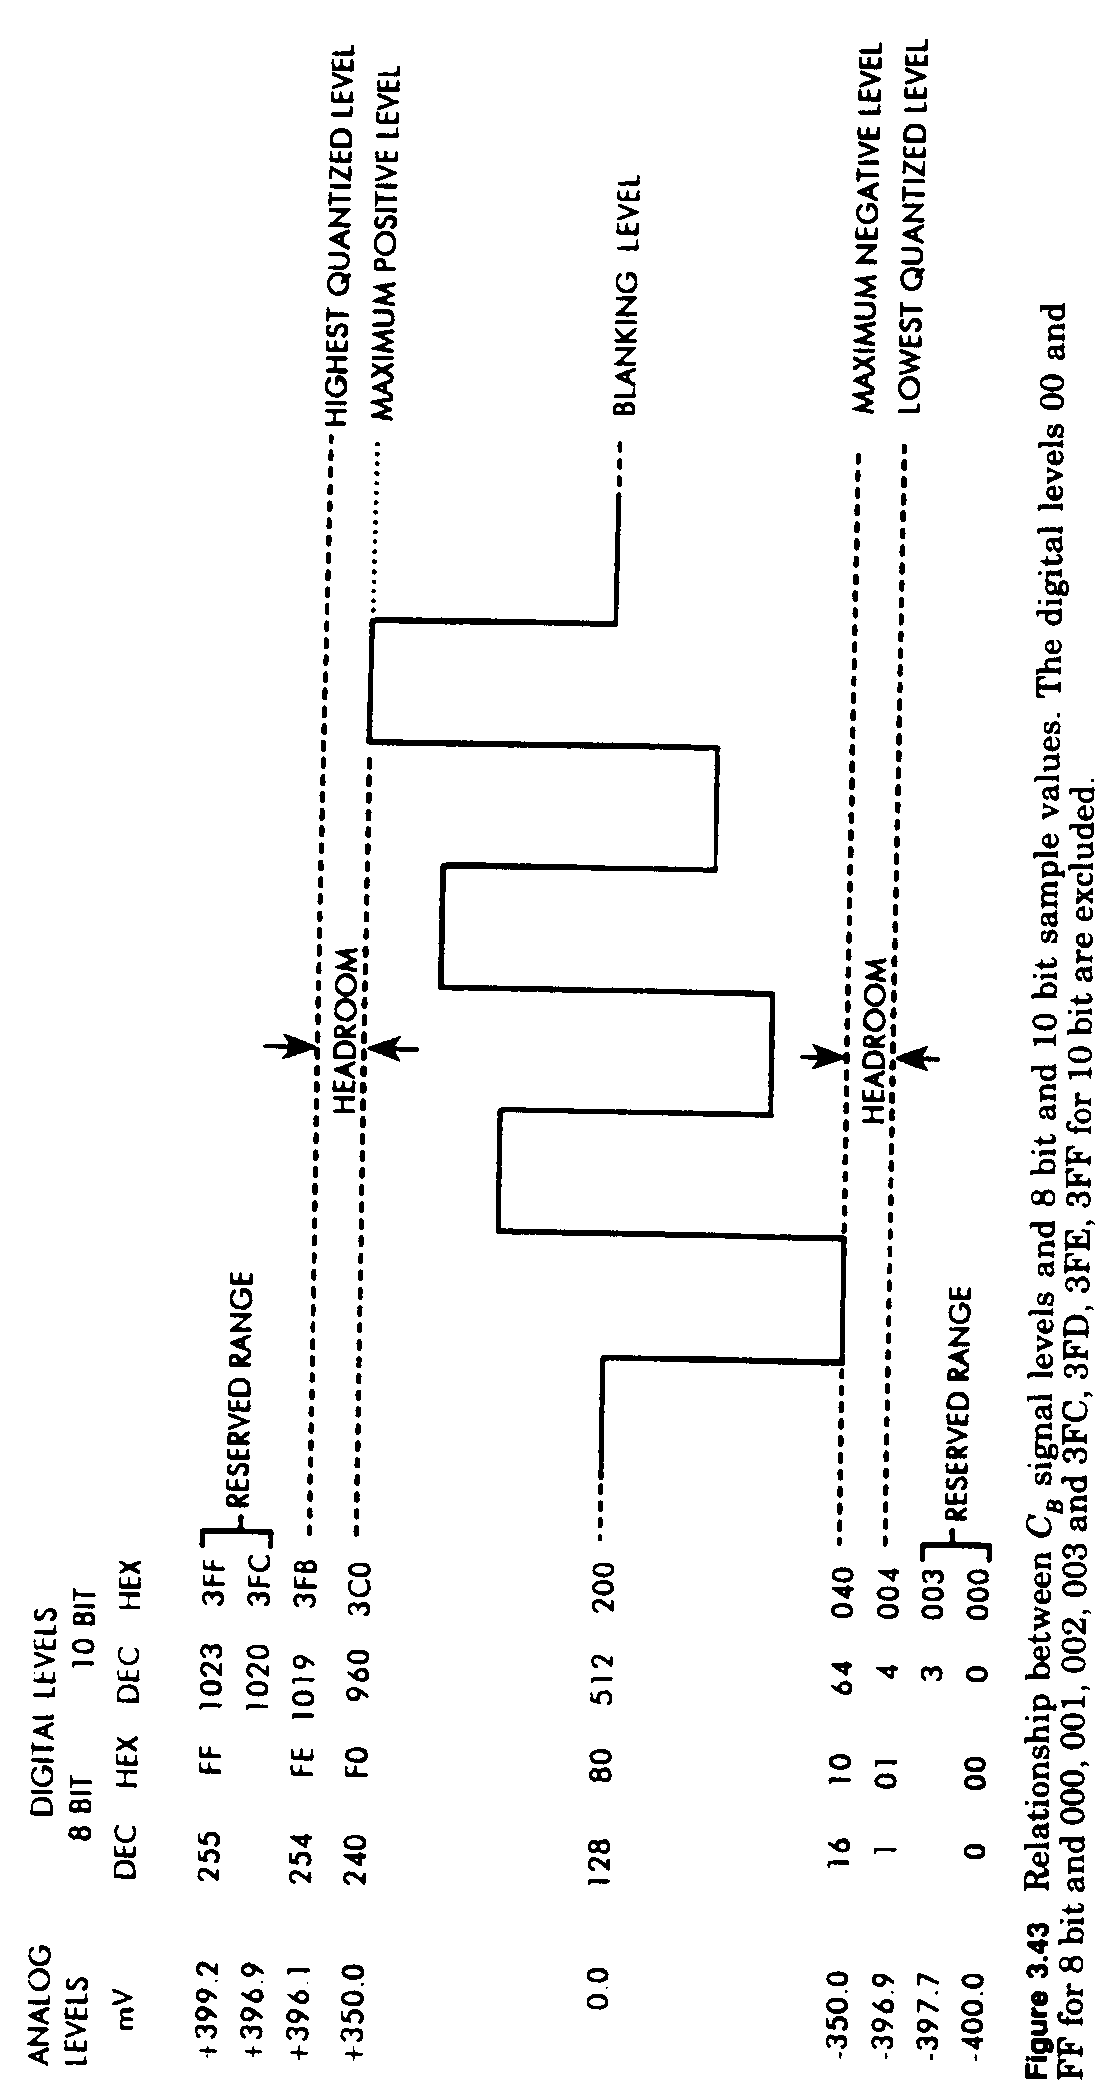 ANALOG DIGITAL LEVELS
LEVELS 8 BIT 10 BIT
mV DEC HEX DEC HEX
+399.2 255 FF 1023 3FF
+396.9 1020 3FC
RESERVED RANGE
+396.1 254 FE 1019 3FB HIGHEST QUANTIZED LEVEL
HEADROOM
+350.0 240 F0 960 3C0 MAXIMUM POSITIVE LEVEL
0.0 128 80 512 200 BLANKING LEVEL
-350.0 16 10 64 040 MAXIMUM NEGATIVE LEVEL
HEADROOM
-396.9 1 01 4 004 LOWEST QUANTIZED LEVEL
-397.7 3 003
RESERVED RANGE
-400.0 0 00 0 000
Figure 3.43 Relationship between C_B signal levels and 8 bit and 10 bit sample values. The digital levels 00 and
FF for 8 bit and 000, 001, 002, 003 and 3FC, 3FD, 3FE, 3FF for 10 bit are excluded.